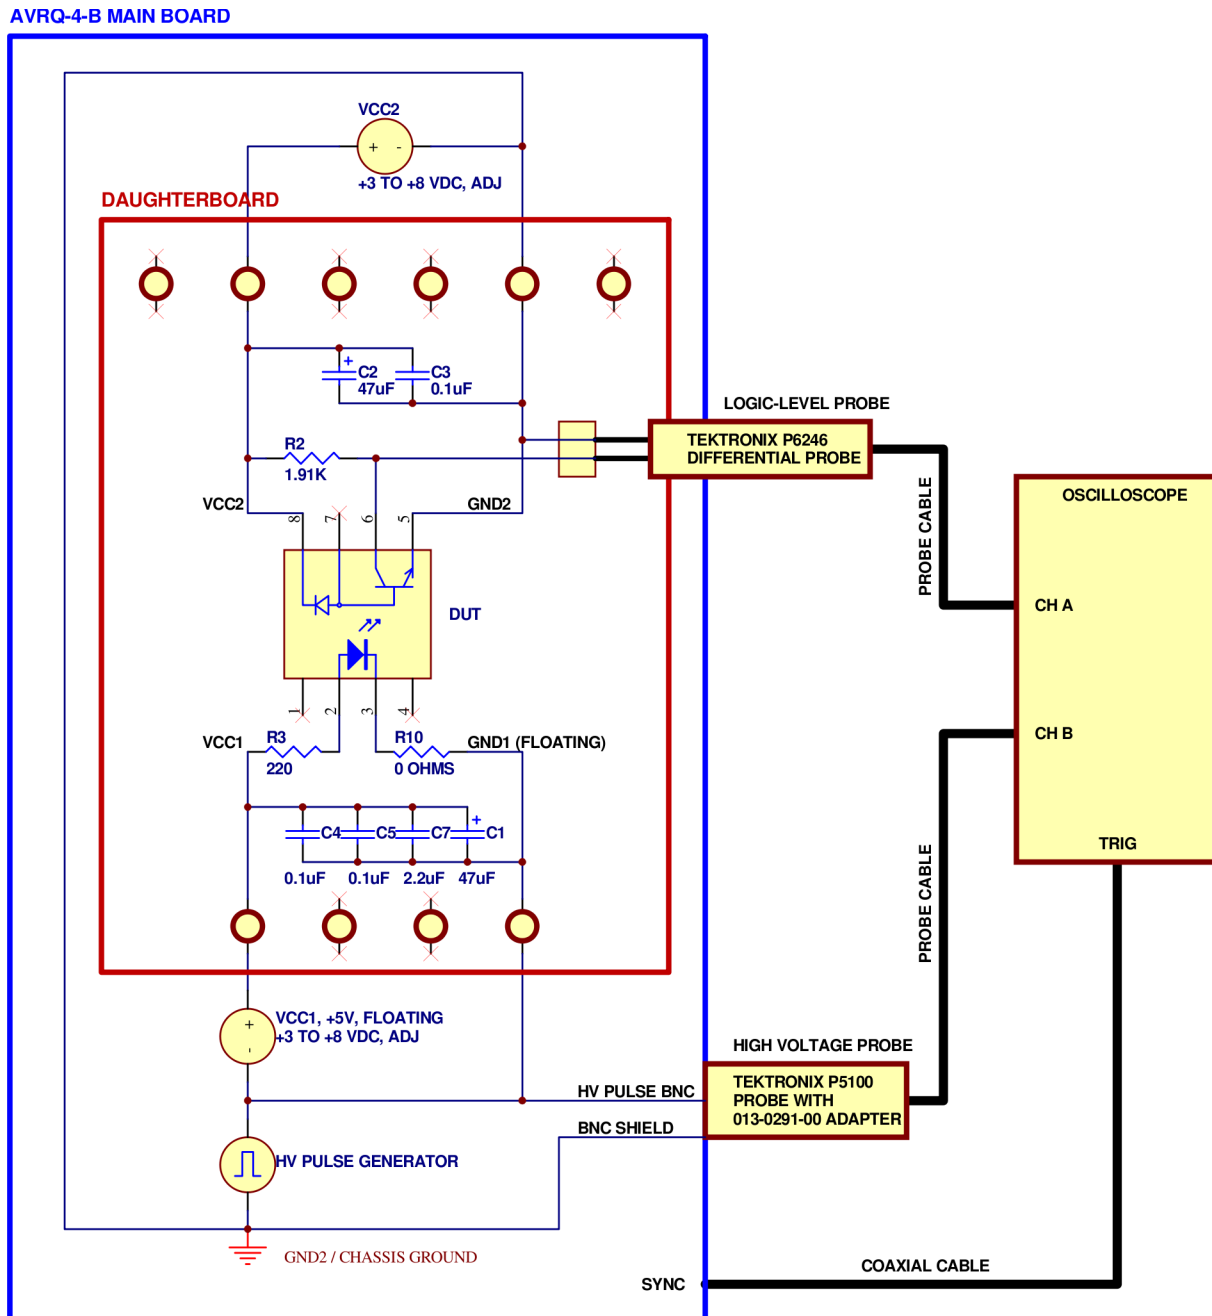 AVRQ-4-B MAIN BOARD
VCC2
+ -
+3 TO +8 VDC, ADJ
DAUGHTERBOARD
+
C2
47uF
C3
0.1uF
LOGIC-LEVEL PROBE
TEKTRONIX P6246
DIFFERENTIAL PROBE
R2
1.91K
VCC2
GND2
8
7
6
5
DUT
1
2
3
4
PROBE CABLE
OSCILLOSCOPE
CH A
CH B
TRIG
VCC1
R3
220
R10
0 OHMS
GND1 (FLOATING)
C4
C5
C7
+
C1
0.1uF
0.1uF
2.2uF
47uF
PROBE CABLE
+
-
VCC1, +5V, FLOATING
+3 TO +8 VDC, ADJ
HIGH VOLTAGE PROBE
TEKTRONIX P5100
PROBE WITH
013-0291-00 ADAPTER
HV PULSE BNC
BNC SHIELD
HV PULSE GENERATOR
GND2 / CHASSIS GROUND
COAXIAL CABLE
SYNC